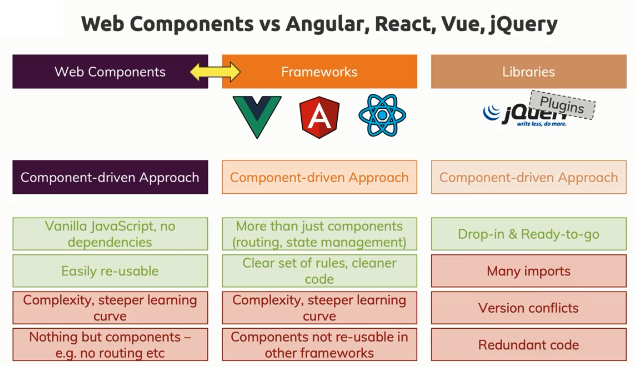 Web Components vs Angular, React, Vue, jQuery
Web Components
Frameworks
Libraries
A
jQuery
Plugins
write less, do more.
Component-driven Approach
Component-driven Approach
Component-driven Approach
Vanilla JavaScript, no
dependencies
More than just components
(routing, state management)
Drop-in & Ready-to-go
Easily re-usable
Clear set of rules, cleaner
code
Many imports
Complexity, steeper learning
curve
Complexity, steeper learning
curve
Version conflicts
Nothing but components –
e.g. no routing etc
Components not re-usable in
other frameworks
Redundant code